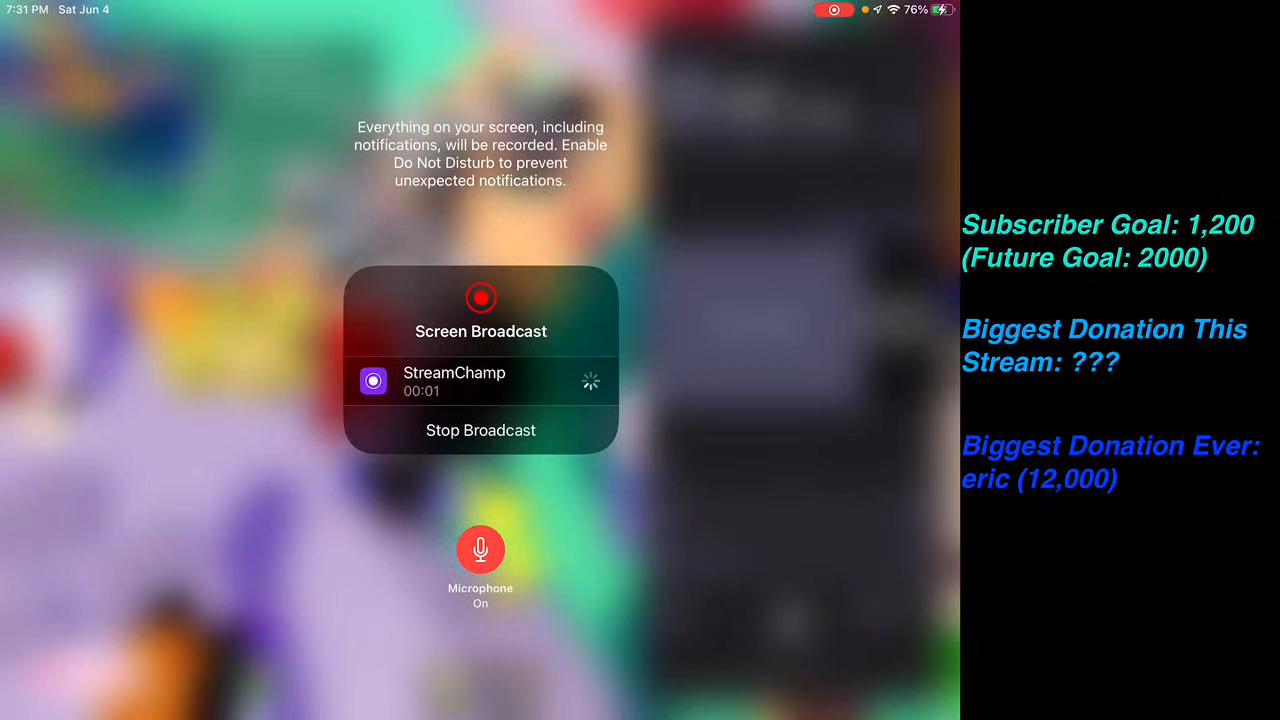 7:31 PM Sat Jun 4
76%
Everything on your screen, including
notifications, will be recorded. Enable
Do Not Disturb to prevent
unexpected notifications.
Screen Broadcast
StreamChamp
00:01
Stop Broadcast
Microphone
On
Subscriber Goal: 1,200
(Future Goal: 2000)
Biggest Donation This
Stream: ???
Biggest Donation Ever:
eric (12,000)